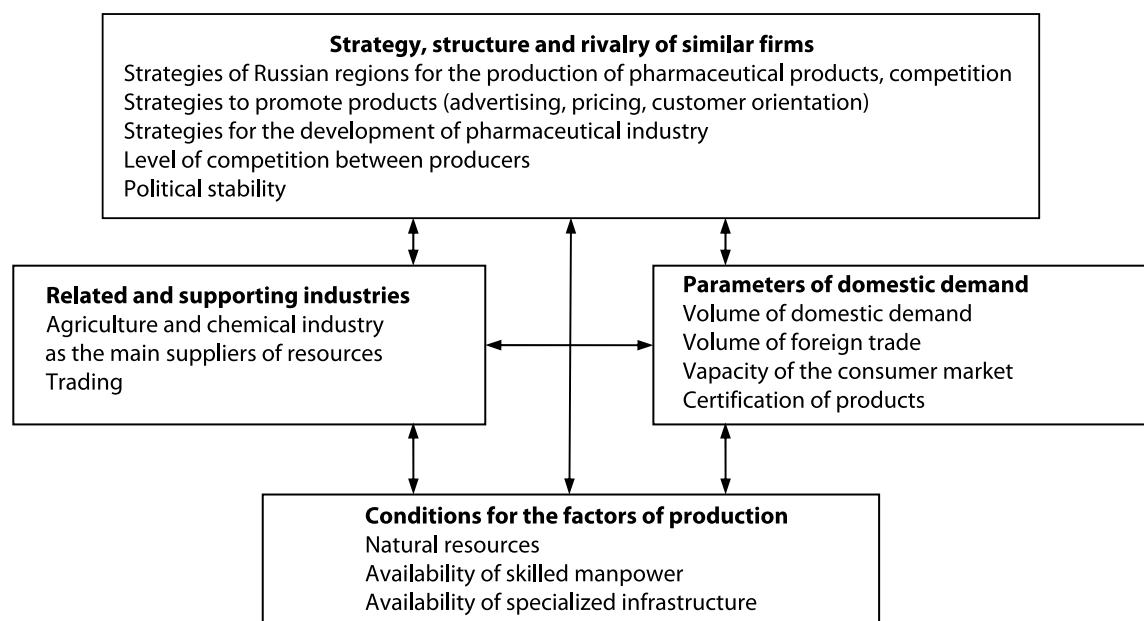 Strategy, structure and rivalry of similar firms
Strategies of Russian regions for the production of pharmaceutical products, competition
Strategies to promote products (advertising, pricing, customer orientation)
Strategies for the development of pharmaceutical industry
Level of competition between producers
Political stability
Related and supporting industries
Agriculture and chemical industry
as the main suppliers of resources
Trading
Parameters of domestic demand
Volume of domestic demand
Volume of foreign trade
Vapacity of the consumer market
Certification of products
Conditions for the factors of production
Natural resources
Availability of skilled manpower
Availability of specialized infrastructure